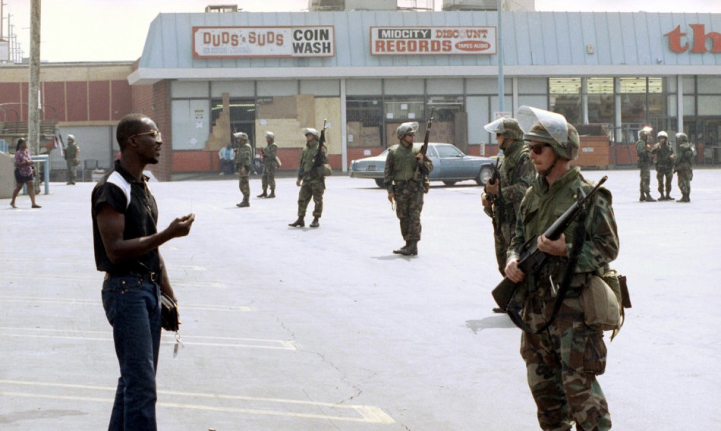 DUDS 'n SUDS COIN
WASH
MIDCITY DISCOUNT
RECORDS TAPES-AUDIO
th